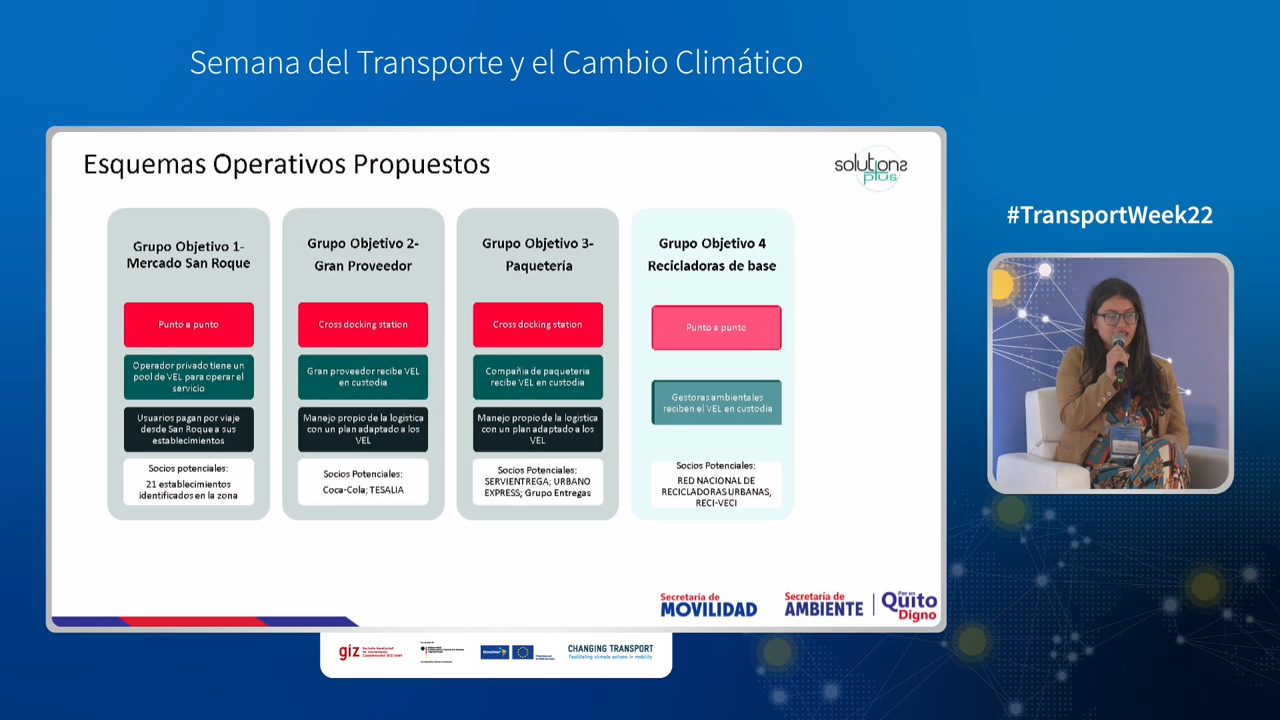 Semana del Transporte y el Cambio Climático
Esquemas Operativos Propuestos
solutions
plus
Grupo Objetivo 1-
Mercado San Roque
Punto a punto
Operador privado tiene un
pool de VEL para operar el
servicio
Usuarios pagan por viaje
desde San Roque a sus
establecimientos
Socios potenciales:
21 establecimientos
identificados en la zona
Grupo Objetivo 2-
Gran Proveedor
Cross docking station
Gran proveedor recibe VEL
en custodia
Manejo propio de la logística
con un plan adaptado a los
VEL
Socios Potenciales:
Coca-Cola; TESALIA
Grupo Objetivo 3-
Paquetería
Cross docking station
Compañía de paquetería
recibe VEL en custodia
Manejo propio de la logística
con un plan adaptado a los
VEL
Socios Potenciales:
SERVIENTREGA; URBANO
EXPRESS; Grupo Entregas
Grupo Objetivo 4
Recicladoras de base
Punto a punto
Gestoras ambientales
reciben el VEL en custodia
Socios Potenciales:
RED NACIONAL DE
RECICLADORAS URBANAS,
RECI-VECI
#TransportWeek22
Secretaría de
MOVILIDAD
Secretaría de
AMBIENTE
Por un
Quito
Digno
giz
CHANGING TRANSPORT
Facilitating climate actions in mobility